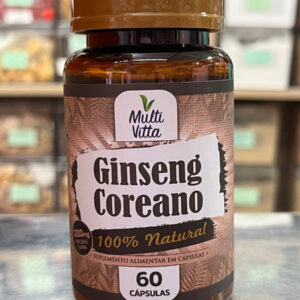 Multi
Vitta
Ginseng
Coreano
100% Natural
SUPLEMENTO ALIMENTAR EM CÁPSULAS
60
CÁPSULAS